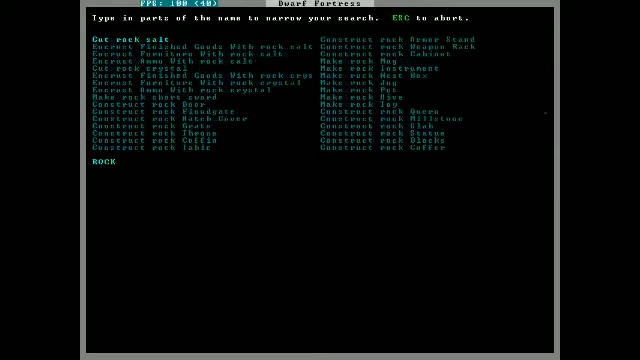 FPS: 100 (40) Dwarf Fortress
Type in parts of the name to narrow your search. ESC to abort.
Cut rock salt
Encrust Finished Goods With rock salt
Encrust Furniture With rock salt
Encrust Ammo With rock salt
Cut rock crystal
Encrust Finished Goods With rock crys
Encrust Furniture With rock crystal
Encrust Ammo With rock crystal
Make rock short sword
Construct rock Door
Construct rock Floodgate
Construct rock Hatch Cover
Construct rock Grate
Construct rock Throne
Construct rock Coffin
Construct rock Table
Construct rock Armor Stand
Construct rock Weapon Rack
Construct rock Cabinet
Make rock Mug
Make rock Instrument
Make rock Nest Box
Make rock Jug
Make rock Pot
Make rock Hive
Make rock Toy
Construct rock Quern
Construct rock Millstone
Construct rock Slab
Construct rock Statue
Construct rock Blocks
Construct rock Coffer
ROCK